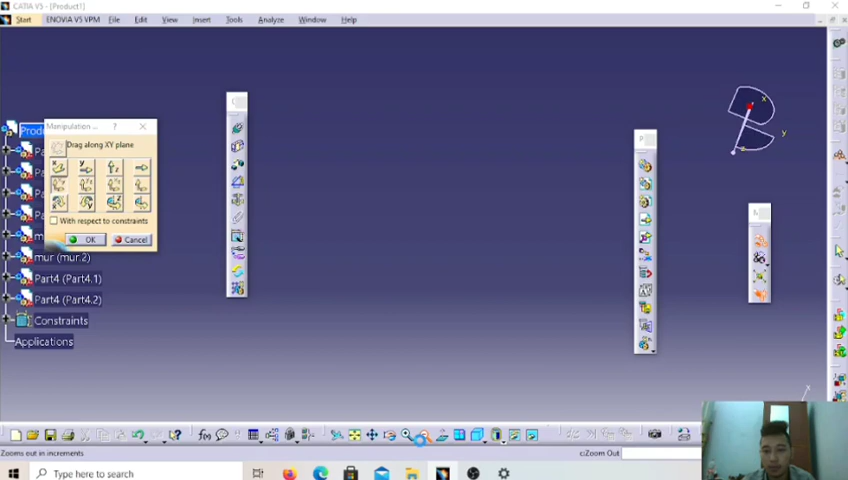 CATIA V5 - [Product1]
Start ENOVIA V5 VPM File Edit View Insert Tools Analyze Window Help
Manipulation ... ?
Drag along XY plane
With respect to constraints
OK Cancel
mur (mur.2)
Part4 (Part4.1)
Part4 (Part4.2)
Constraints
Applications
x
y
z
x
Zooms out in increments
c:Zoom Out
Type here to search